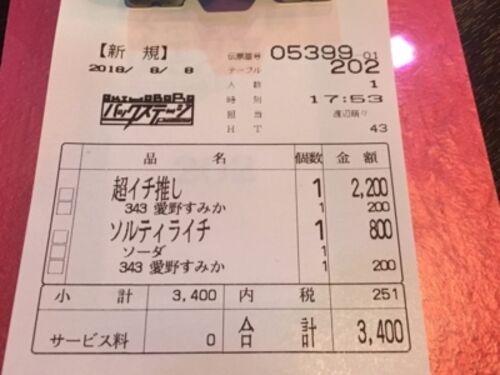 【新 規】 伝票番号 05399-01
2018/ 8/ 8 テーブル 202
人 数 1
時 刻 17:53
バックステージ 担 当 渡辺晴々
H T 43
品 名 個数 金 額
超イチ推し 1 2,200
343 愛野すみか 1 200
ソルティライチ 1 800
ソーダ 1
343 愛野すみか 1 200
小 計 3,400 内 税 251
サービス料 0 合 計 3,400